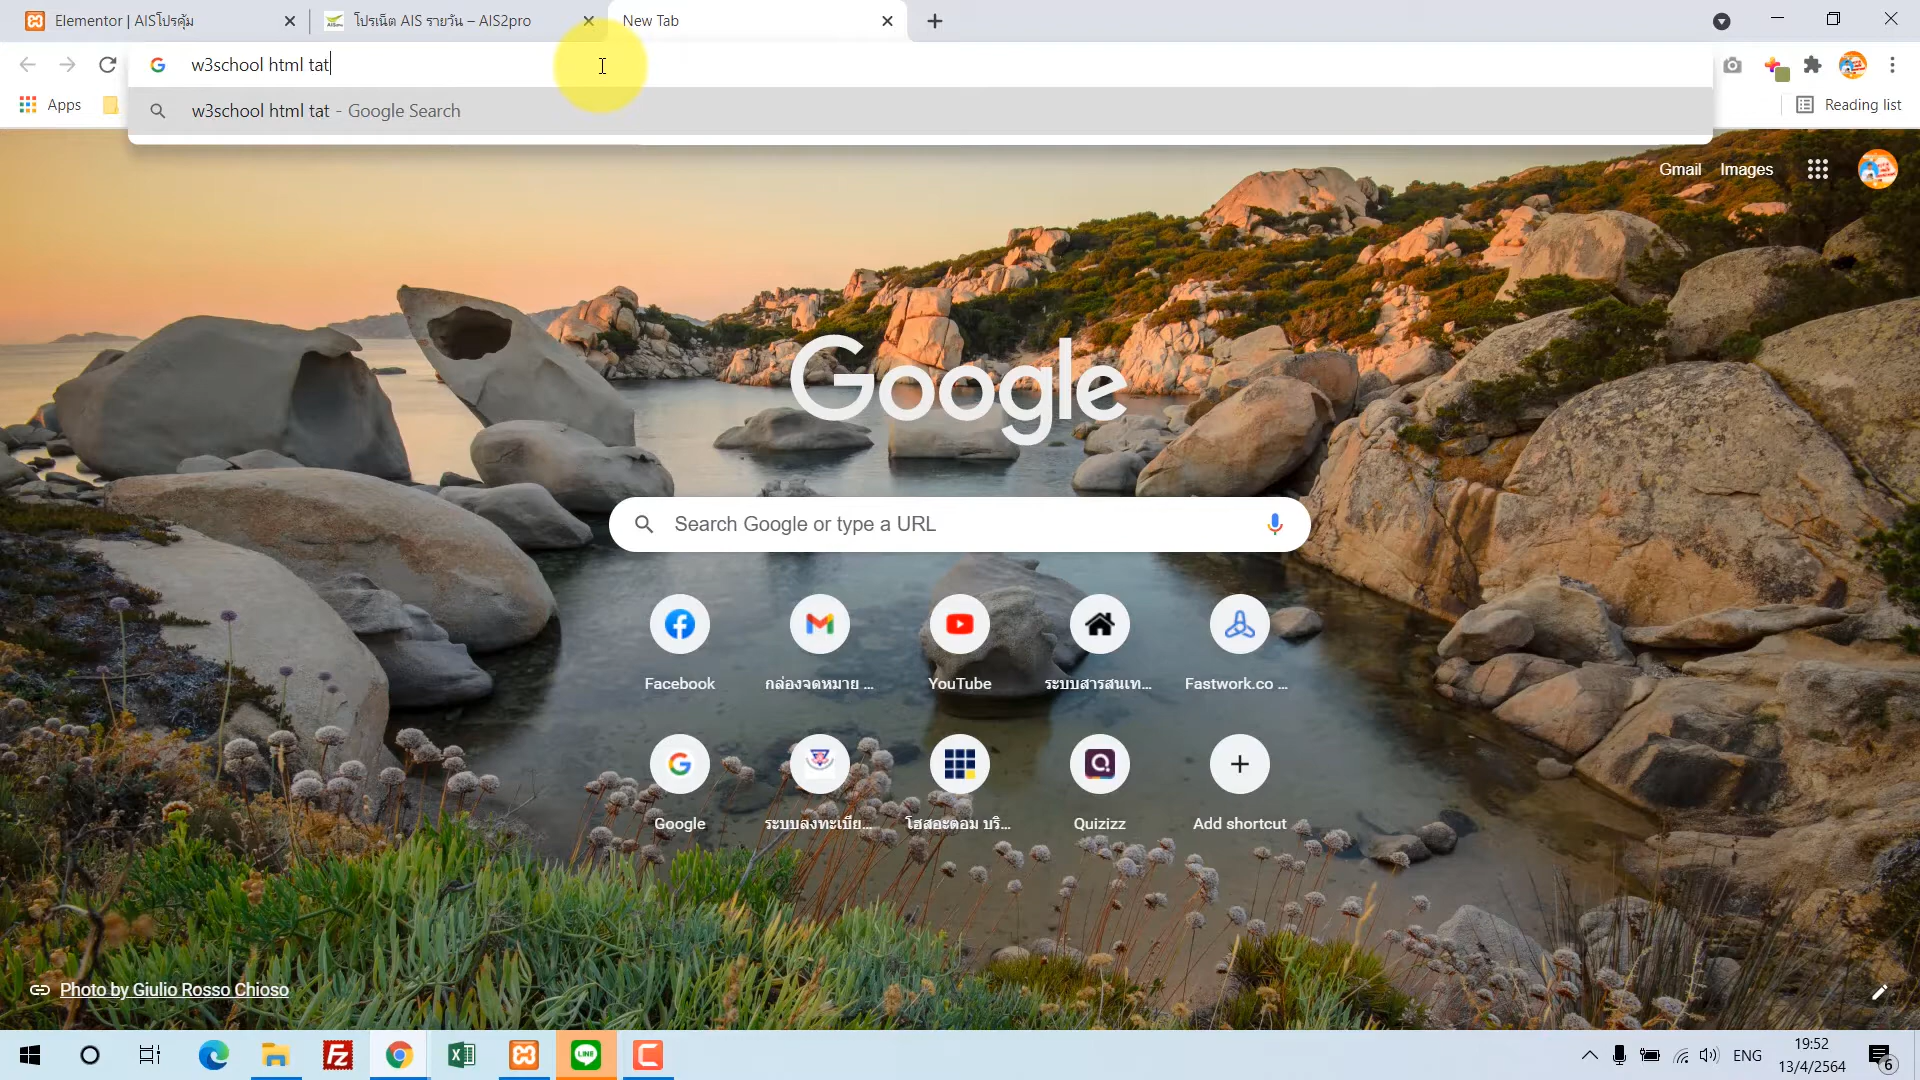 Elementor | AISโปรคุ้ม
โปรเน็ต AIS รายวัน – AIS2pro
New Tab
w3school html tat
Apps
Reading list
w3school html tat - Google Search
Gmail
Images
Google
Search Google or type a URL
Facebook
กล่องจดหมาย ...
YouTube
ระบบสารสนเท...
Fastwork.co ...
Google
ระบบลงทะเบีย...
โฮสอะตอม บริ...
Quizizz
Add shortcut
Photo by Giulio Rosso Chioso
ENG
19:52
13/4/2564
6